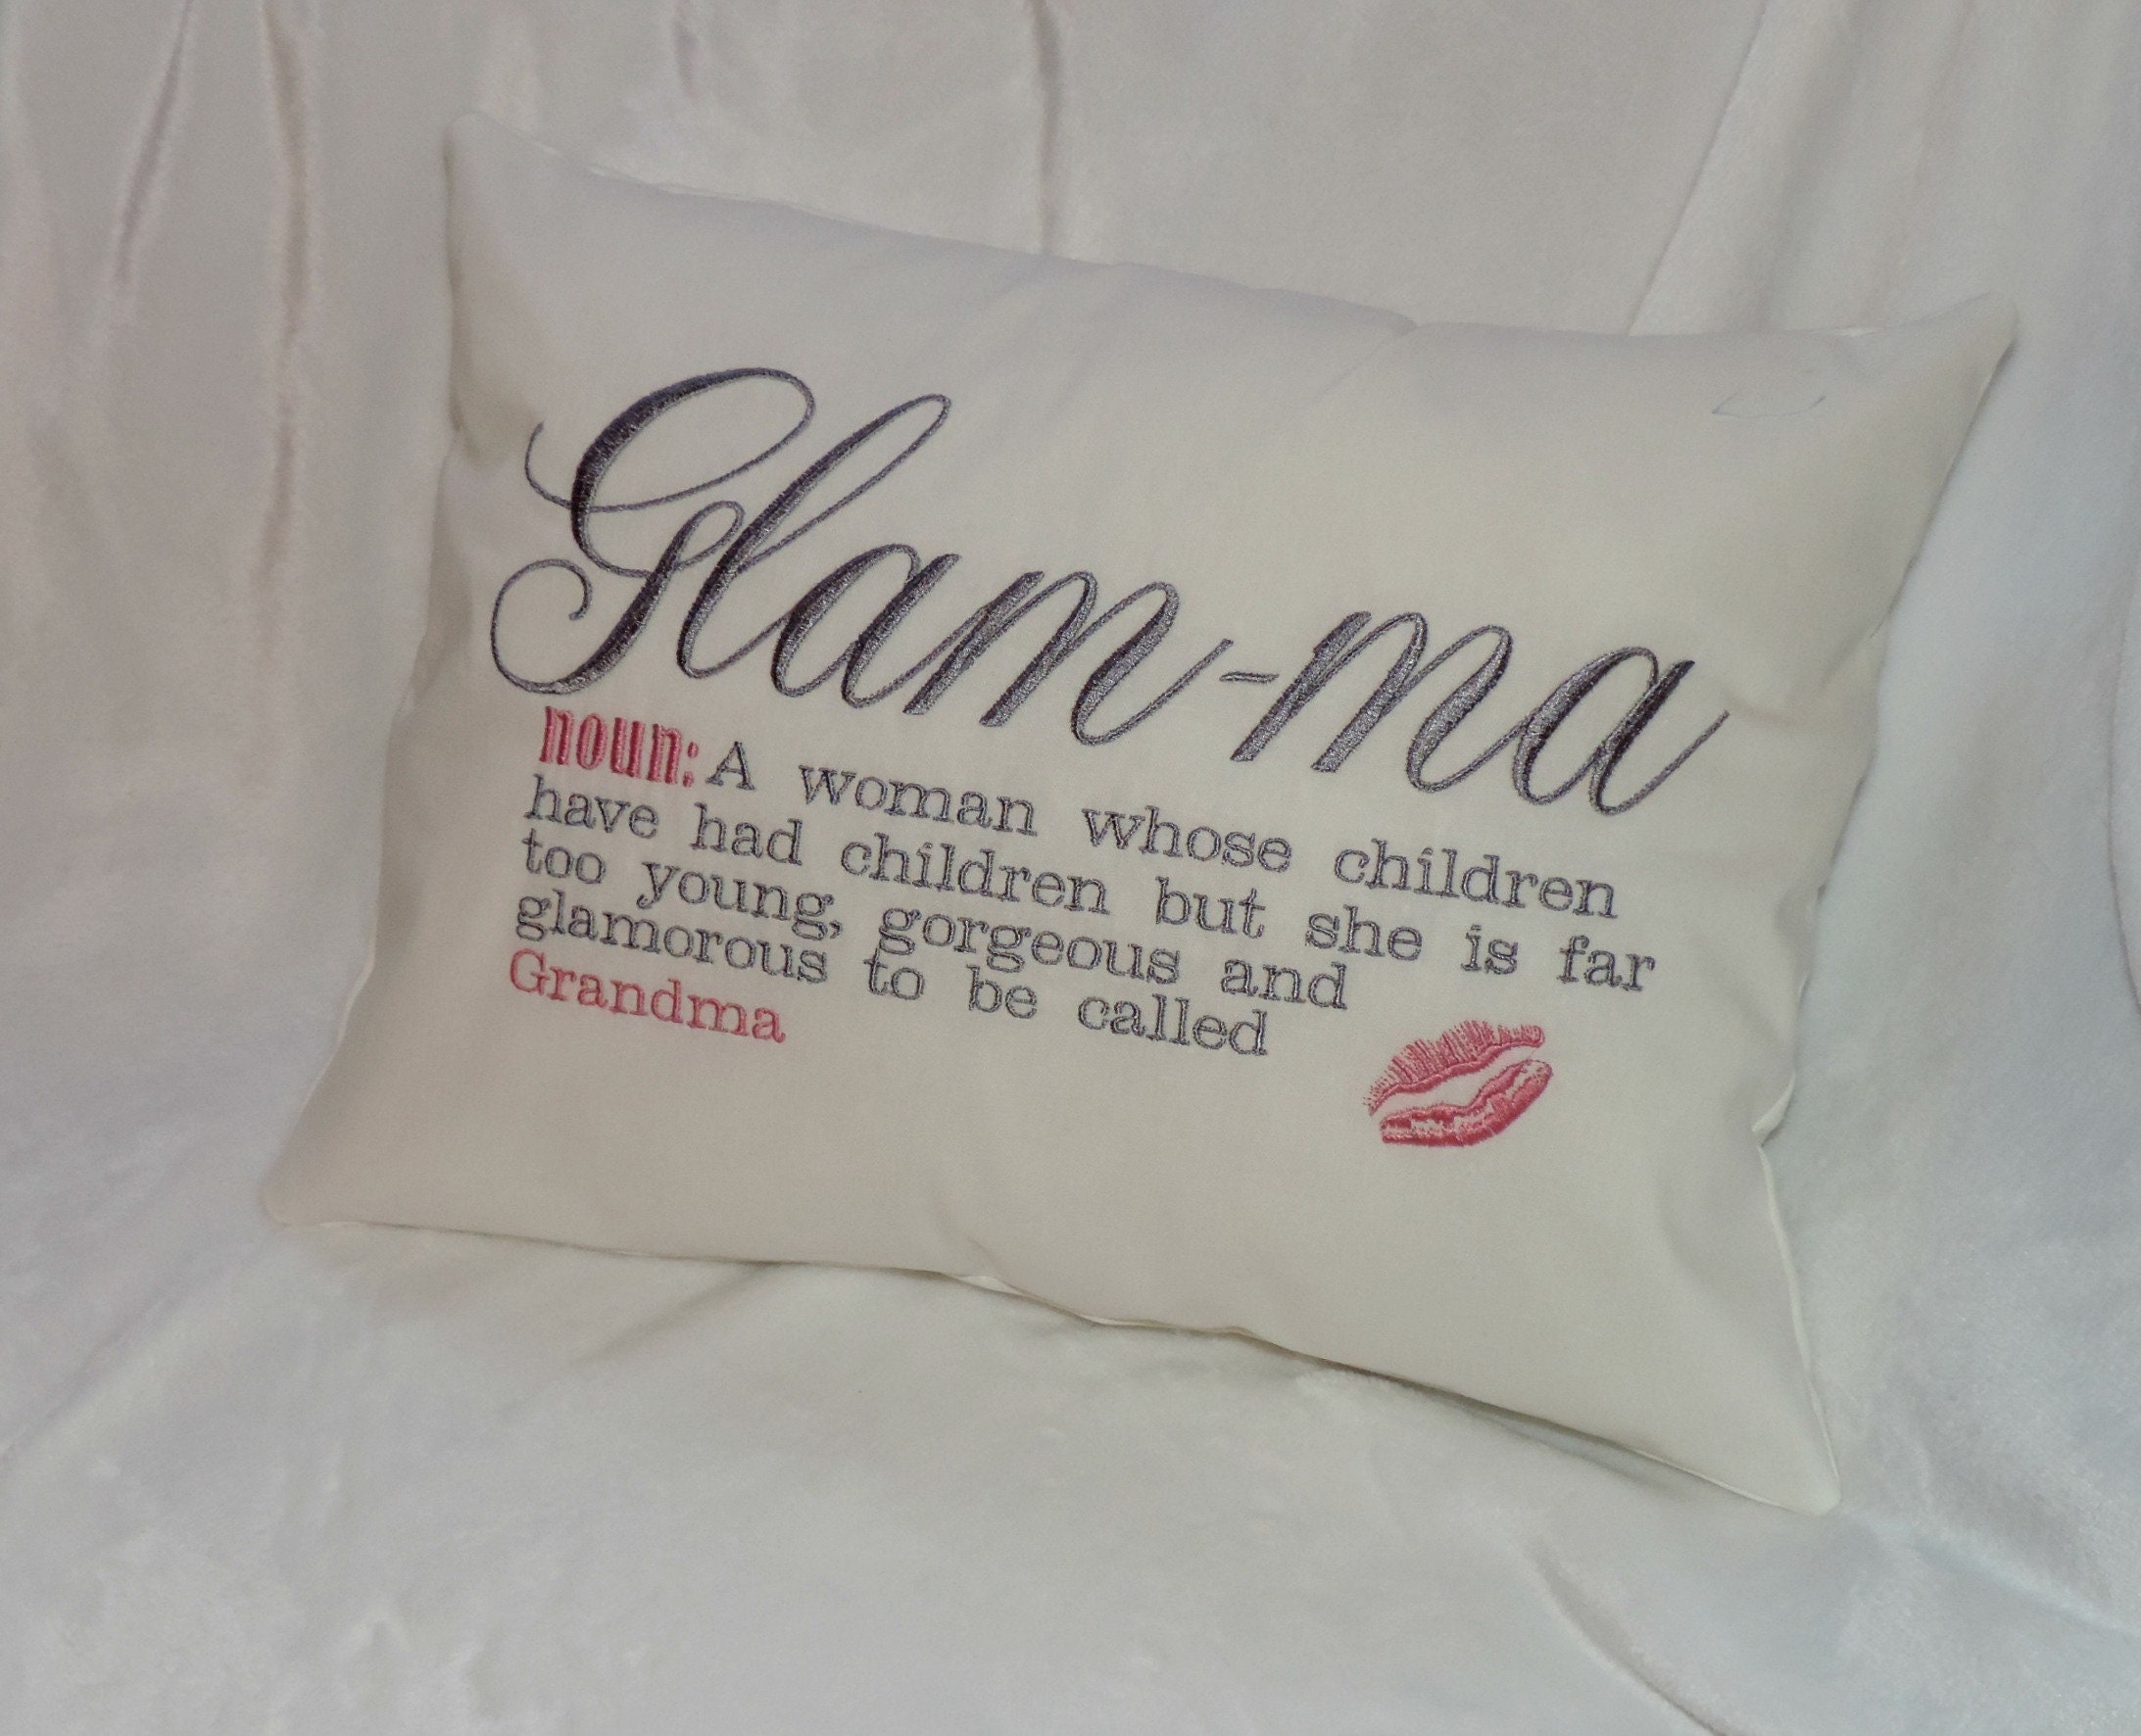 Glam-ma
noun: A woman whose children
have had children but she is far
too young, gorgeous and
glamorous to be called
Grandma